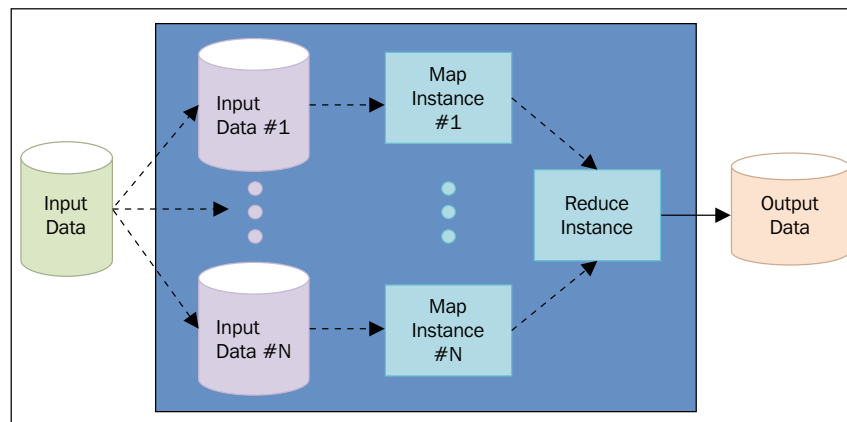 Input
Data
Input
Data #1
Map
Instance
#1
Input
Data #N
Map
Instance
#N
Reduce
Instance
Output
Data